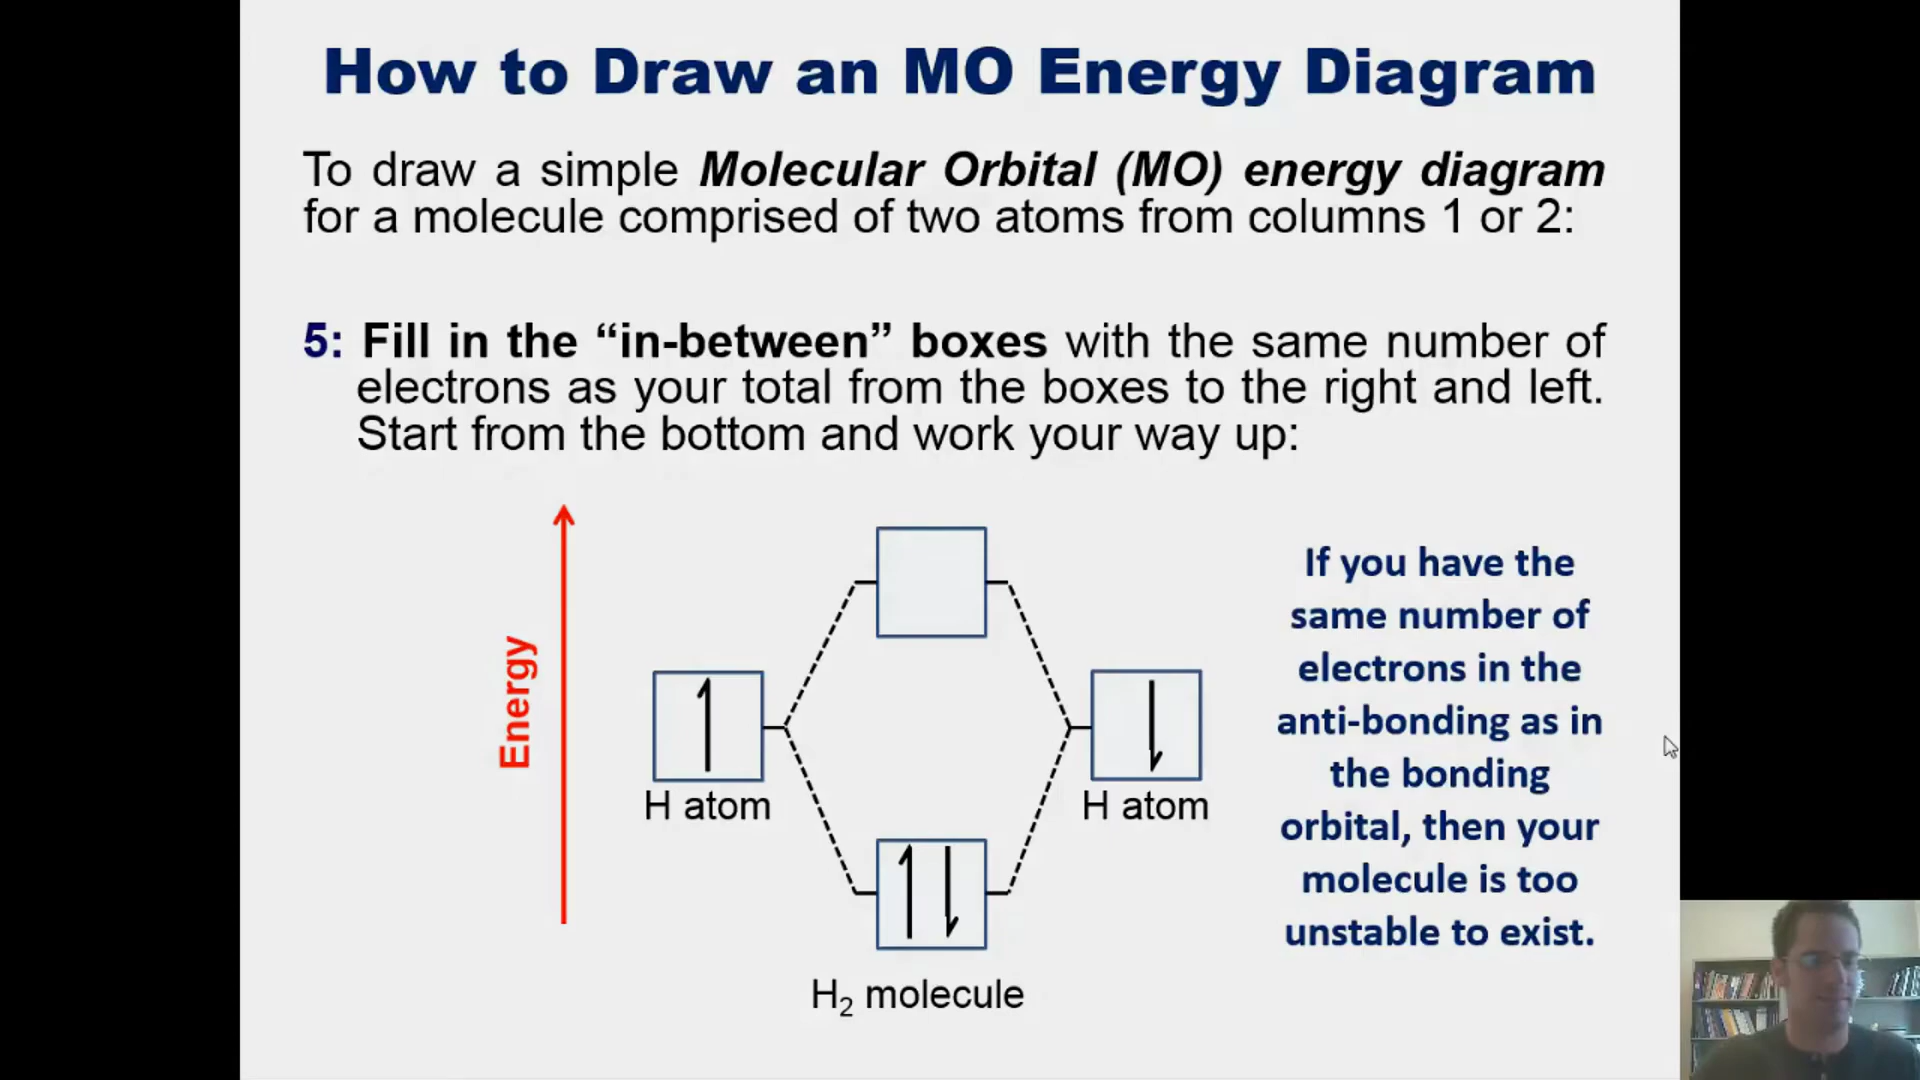 How to Draw an MO Energy Diagram
To draw a simple Molecular Orbital (MO) energy diagram
for a molecule comprised of two atoms from columns 1 or 2:
5: Fill in the “in-between” boxes with the same number of
electrons as your total from the boxes to the right and left.
Start from the bottom and work your way up:
Energy
H atom
H atom
H₂ molecule
If you have the
same number of
electrons in the
anti-bonding as in
the bonding
orbital, then your
molecule is too
unstable to exist.